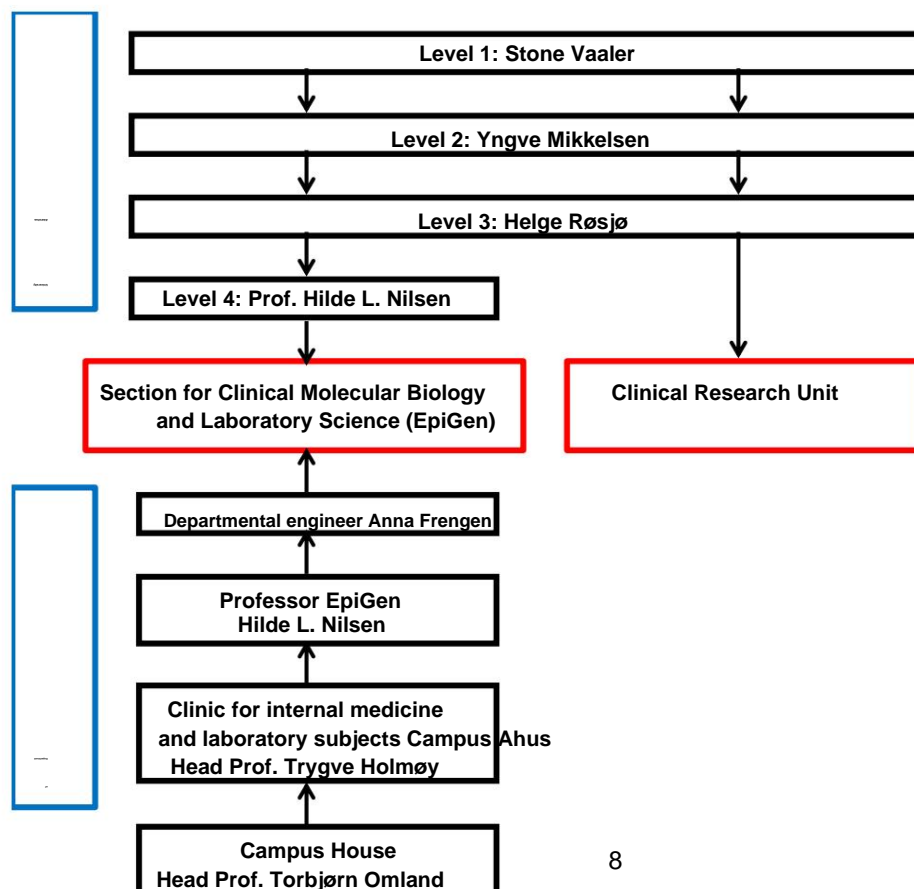 Level 1: Stone Vaaler
Level 2: Yngve Mikkelsen
Level 3: Helge Røsjø
Level 4: Prof. Hilde L. Nilsen
Section for Clinical Molecular Biology
and Laboratory Science (EpiGen)
Clinical Research Unit
Departmental engineer Anna Frengen
Professor EpiGen
Hilde L. Nilsen
Clinic for internal medicine
and laboratory subjects Campus Ahus
Head Prof. Trygve Holmøy
Campus House
Head Prof. Torbjørn Omland
8